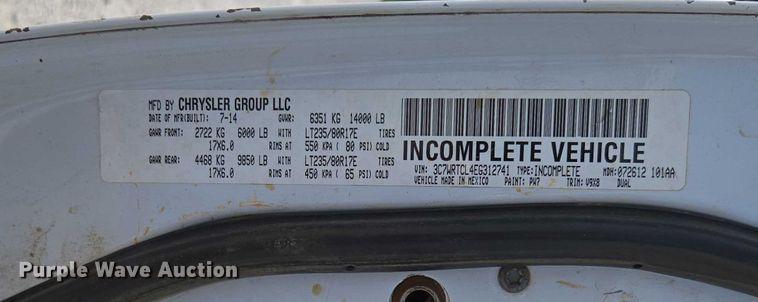 MFD BY CHRYSLER GROUP LLC
DATE OF MFR(BUILT): 7-14 GVWR: 6351 KG 14000 LB
GAWR FRONT: 2722 KG 6000 LB WITH LT235/80R17E TIRES
17X6.0 RIMS AT 550 KPA ( 80 PSI) COLD
GAWR REAR: 4468 KG 9850 LB WITH LT235/80R17E TIRES
17X6.0 RIMS AT 450 KPA ( 65 PSI) COLD
INCOMPLETE VEHICLE
VIN: 3C7WRTCL4EG312741 TYPE:INCOMPLETE MDH:072612 101AA
VEHICLE MADE IN MEXICO PAINT: PW7 TRIM: V9X8 DUAL
Purple Wave Auction